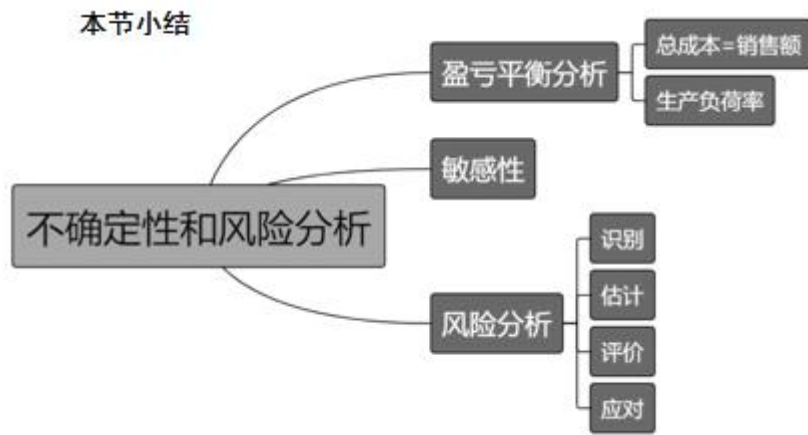 本节小结
不确定性和风险分析
盈亏平衡分析
总成本=销售额
生产负荷率
敏感性
风险分析
识别
估计
评价
应对